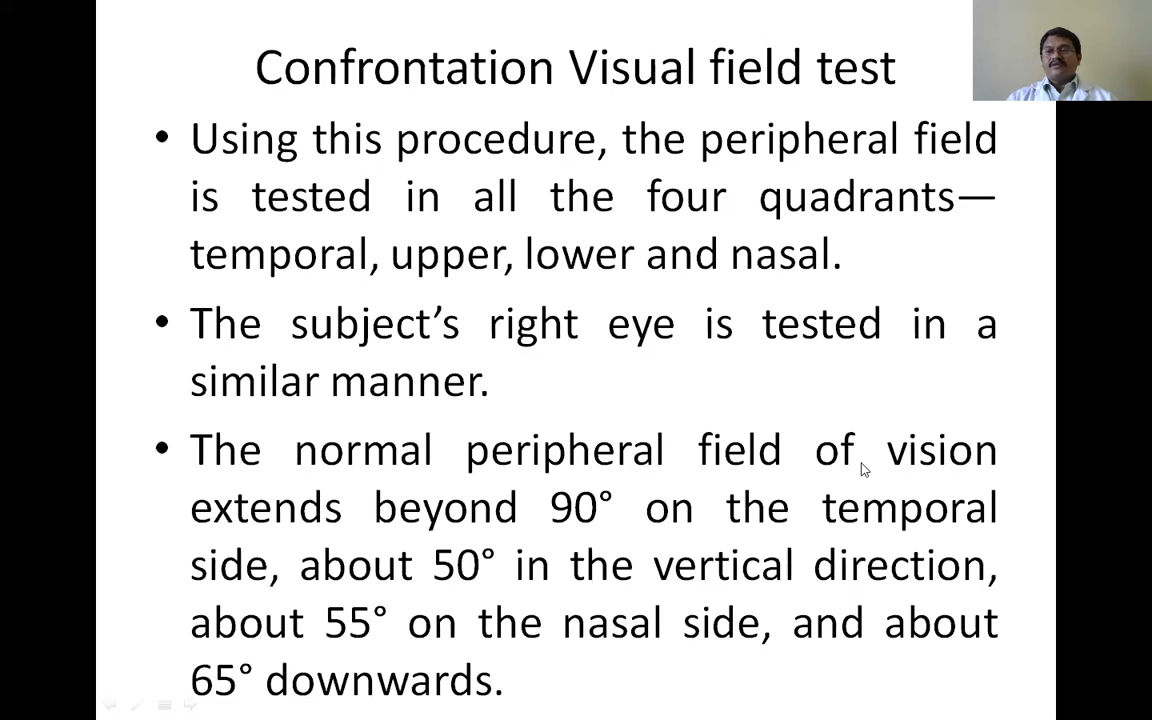 Confrontation Visual field test
• Using this procedure, the peripheral field
is tested in all the four quadrants—
temporal, upper, lower and nasal.
• The subject’s right eye is tested in a
similar manner.
• The normal peripheral field of vision
extends beyond 90° on the temporal
side, about 50° in the vertical direction,
about 55° on the nasal side, and about
65° downwards.